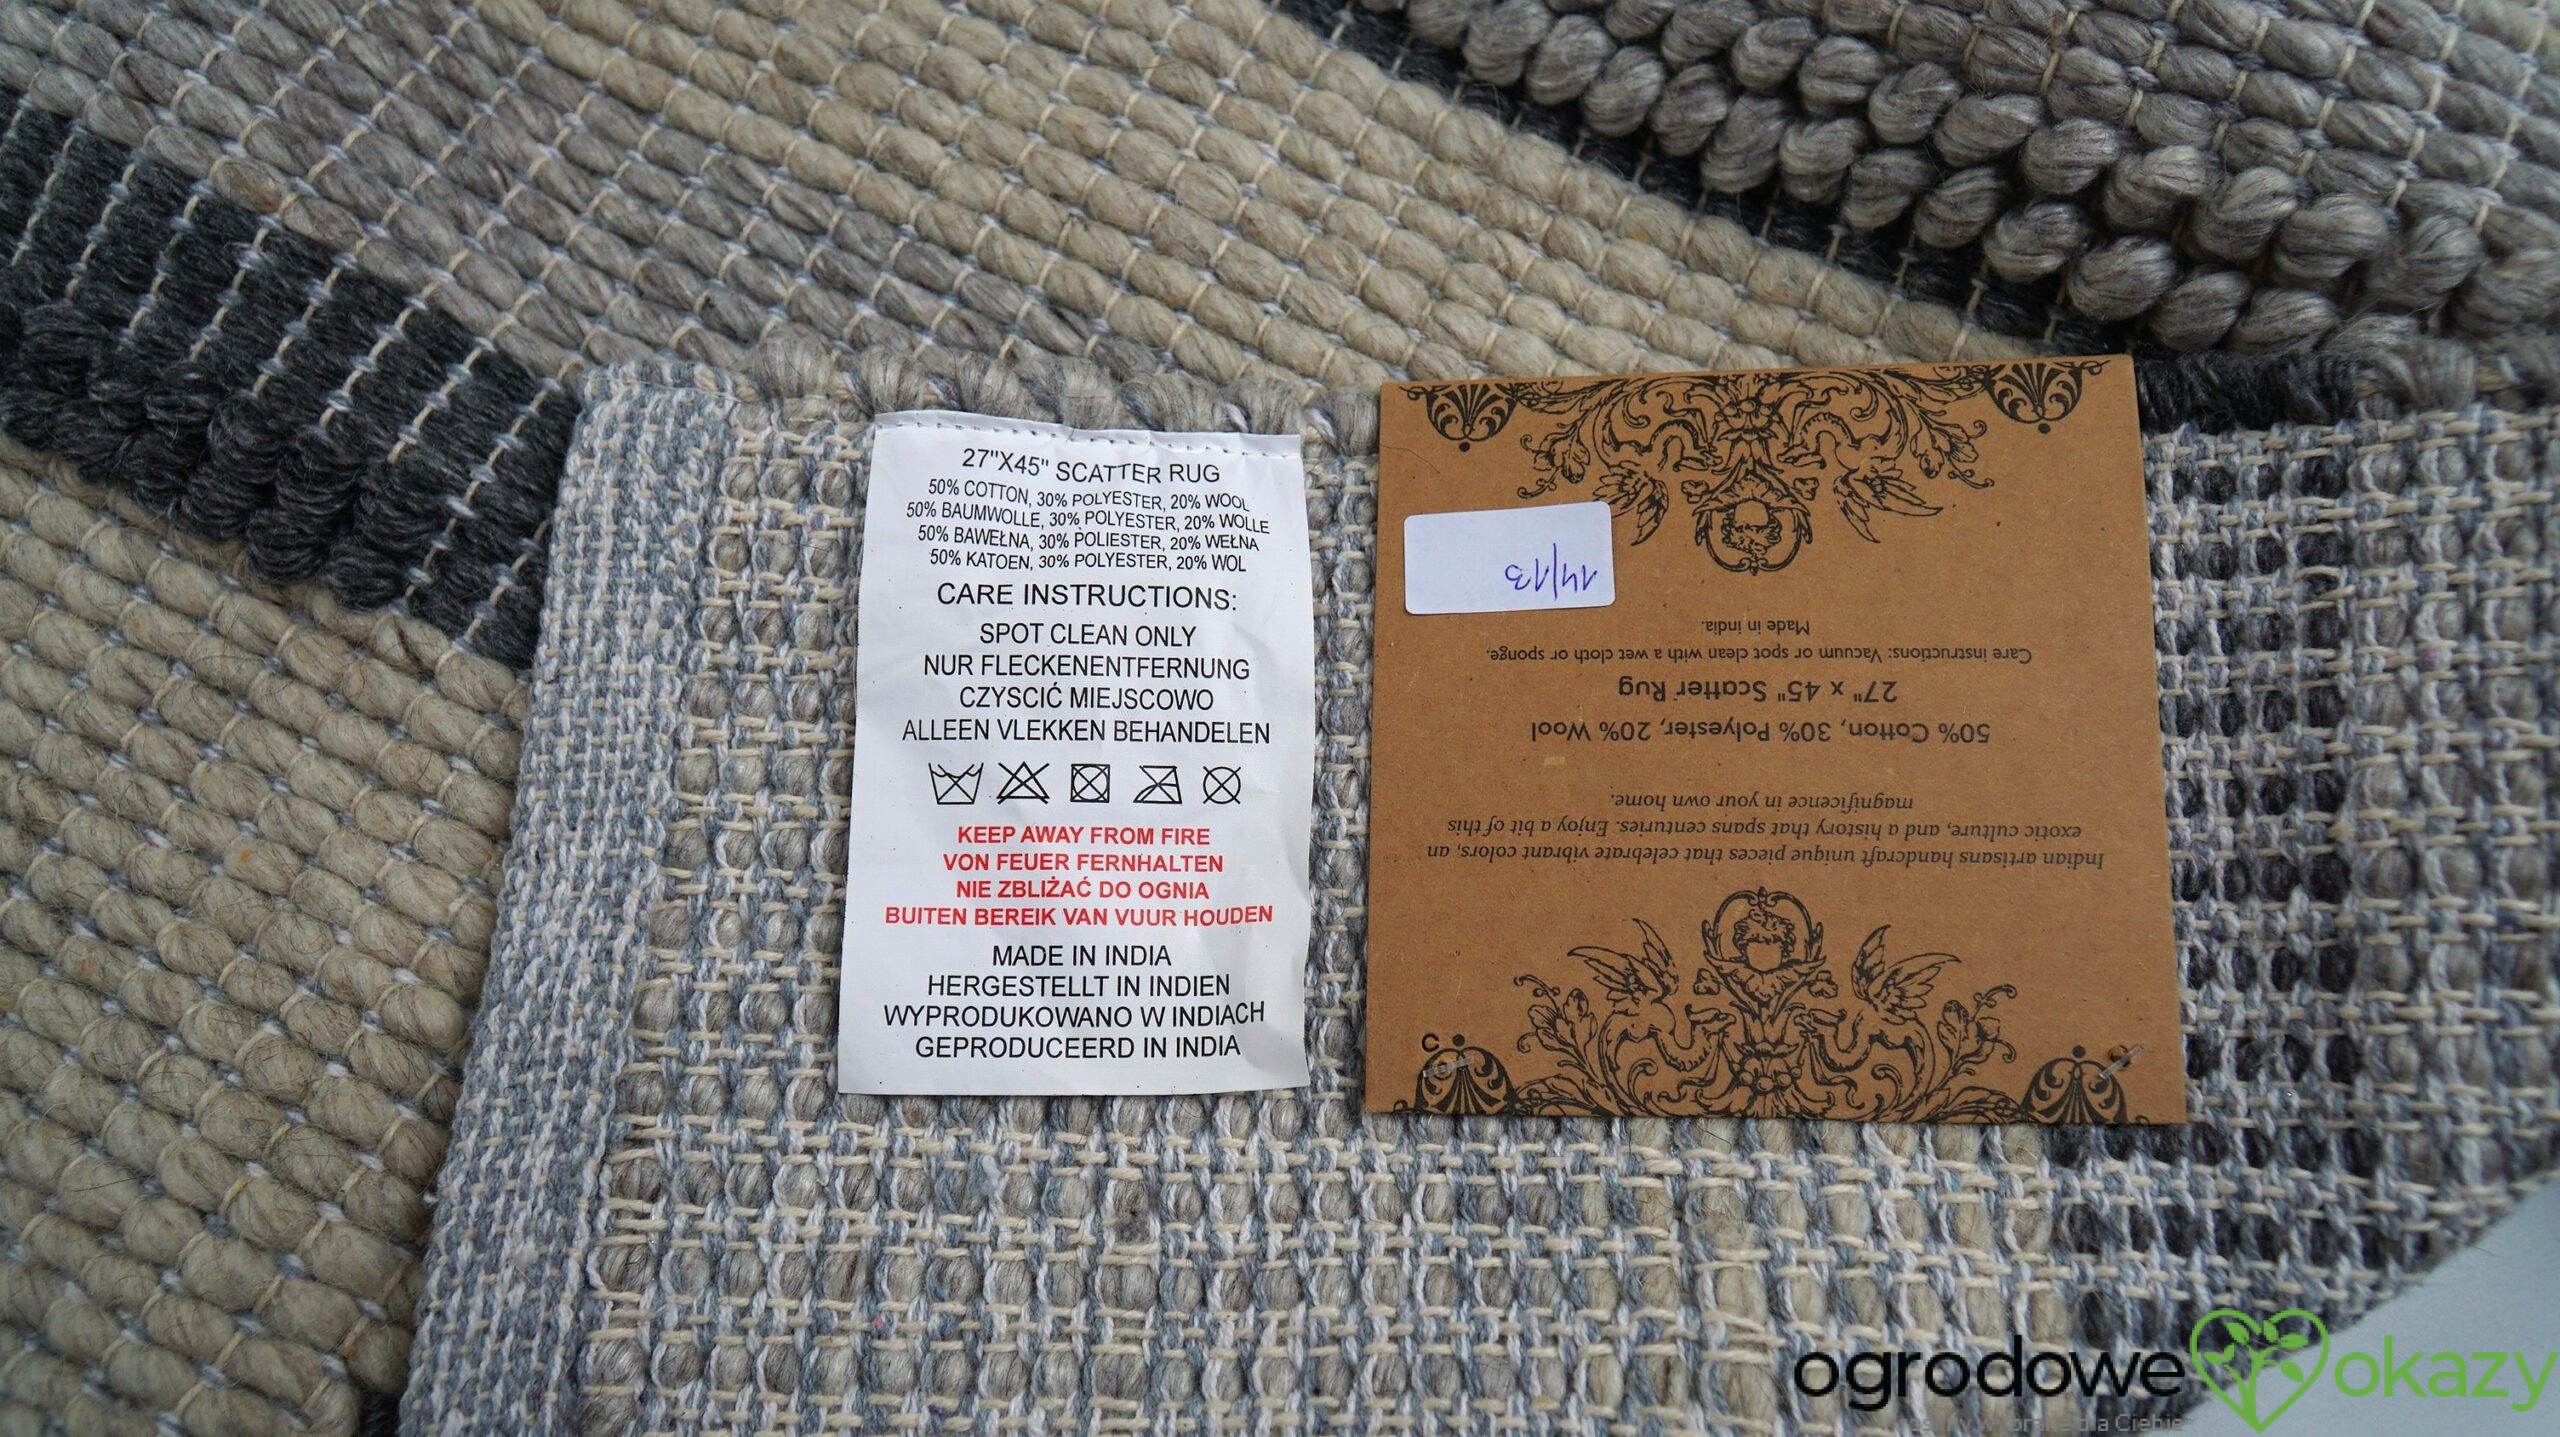 27"X45" SCATTER RUG
50% COTTON, 30% POLYESTER, 20% WOOL
50% BAUMWOLLE, 30% POLYESTER, 20% WOLLE
50% BAWEŁNA, 30% POLIESTER, 20% WEŁNA
50% KATOEN, 30% POLYESTER, 20% WOL
CARE INSTRUCTIONS:
SPOT CLEAN ONLY
NUR FLECKENENTFERNUNG
CZYSCIĆ MIEJSCOWO
ALLEEN VLEKKEN BEHANDELEN
KEEP AWAY FROM FIRE
VON FEUER FERNHALTEN
NIE ZBLIŻAĆ DO OGNIA
BUITEN BEREIK VAN VUUR HOUDEN
MADE IN INDIA
HERGESTELLT IN INDIEN
WYPRODUKOWANO W INDIACH
GEPRODUCEERD IN INDIA
Indian artisans handcraft unique pieces that celebrate vibrant colors, an
exotic culture, and a history that spans centuries. Enjoy a bit of this
magnificence in your own home.
50% Cotton, 30% Polyester, 20% Wool
27" x 45" Scatter Rug
Care instructions: Vacuum or spot clean with a wet cloth or sponge.
Made in india.
14/13
C
ogrodowe okazy
dla Ciebie